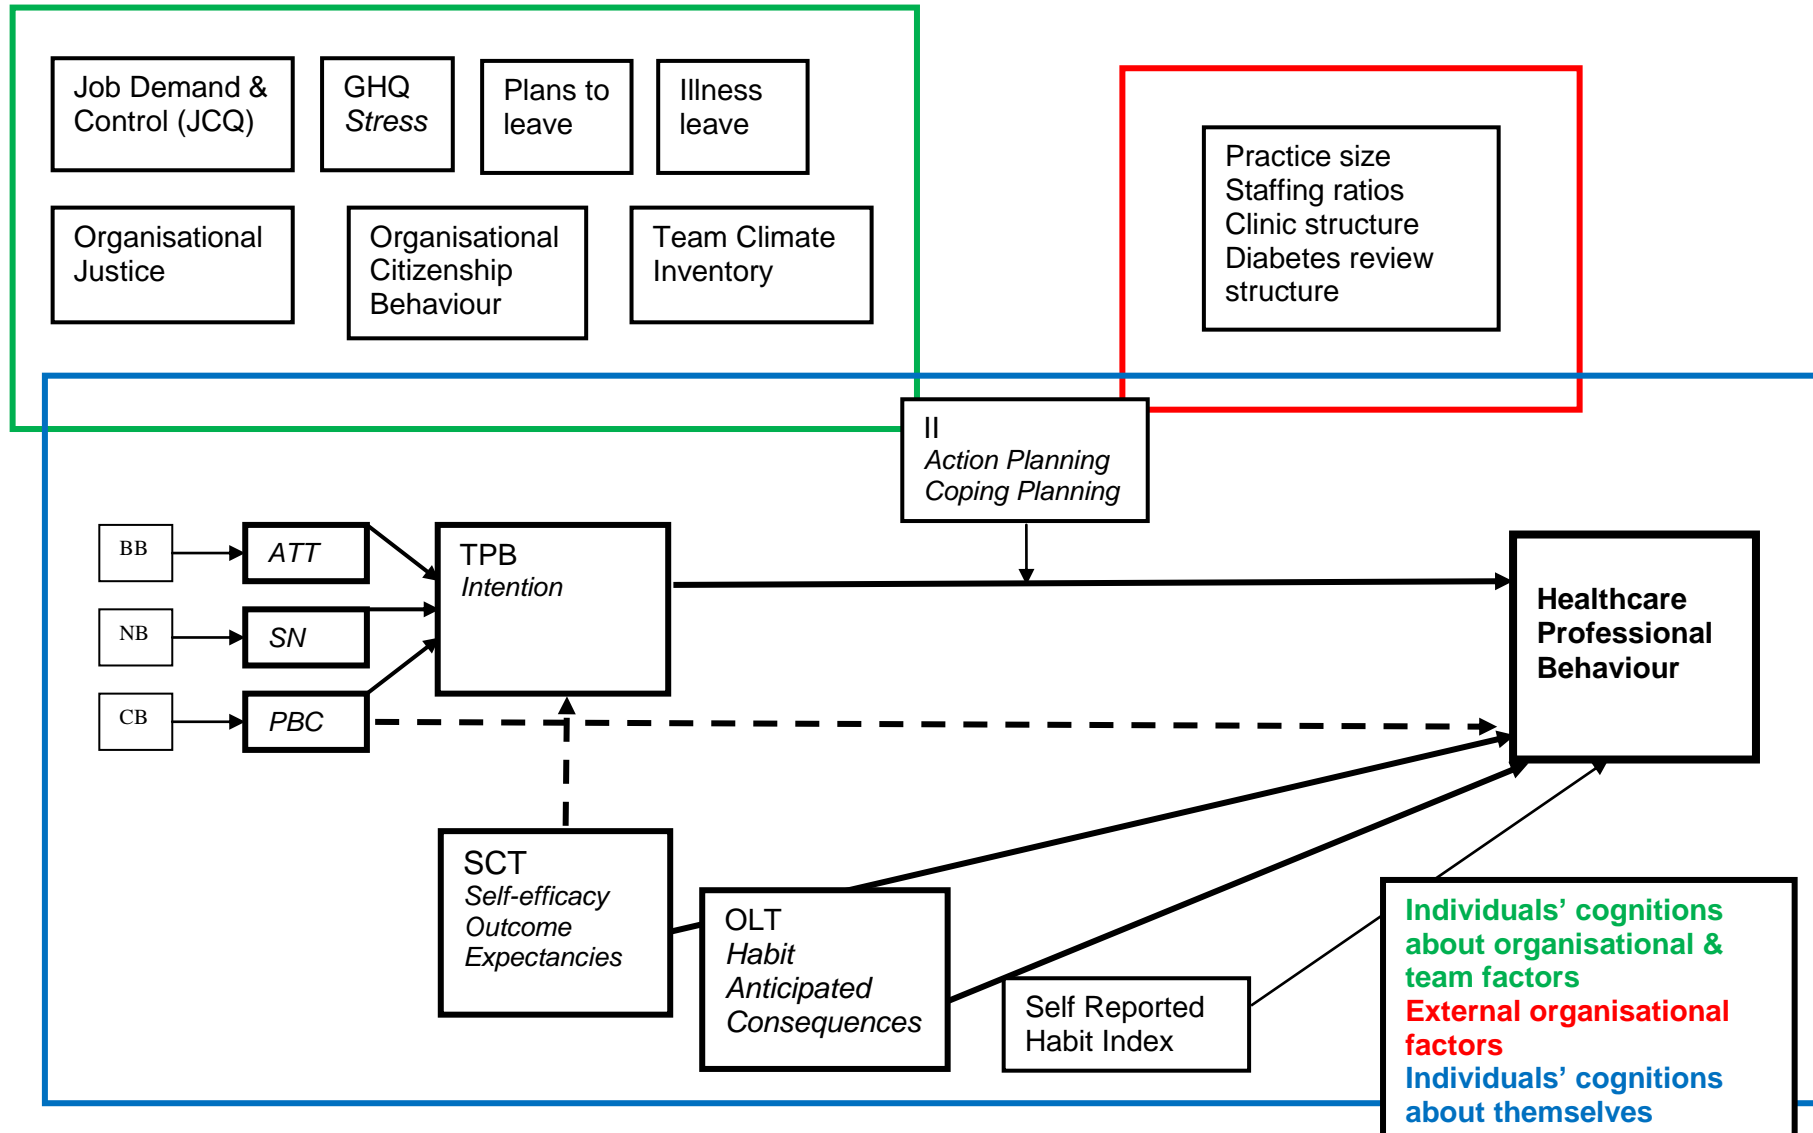 Job Demand &
Control (JCQ)
GHQ
Stress
Plans to
leave
Illness
leave
Organisational
Justice
Organisational
Citizenship
Behaviour
Team Climate
Inventory
Practice size
Staffing ratios
Clinic structure
Diabetes review
structure
II
Action Planning
Coping Planning
BB
ATT
NB
SN
CB
PBC
TPB
Intention
Healthcare
Professional
Behaviour
SCT
Self-efficacy
Outcome
Expectancies
OLT
Habit
Anticipated
Consequences
Self Reported
Habit Index
Individuals’ cognitions
about organisational &
team factors
External organisational
factors
Individuals’ cognitions
about themselves